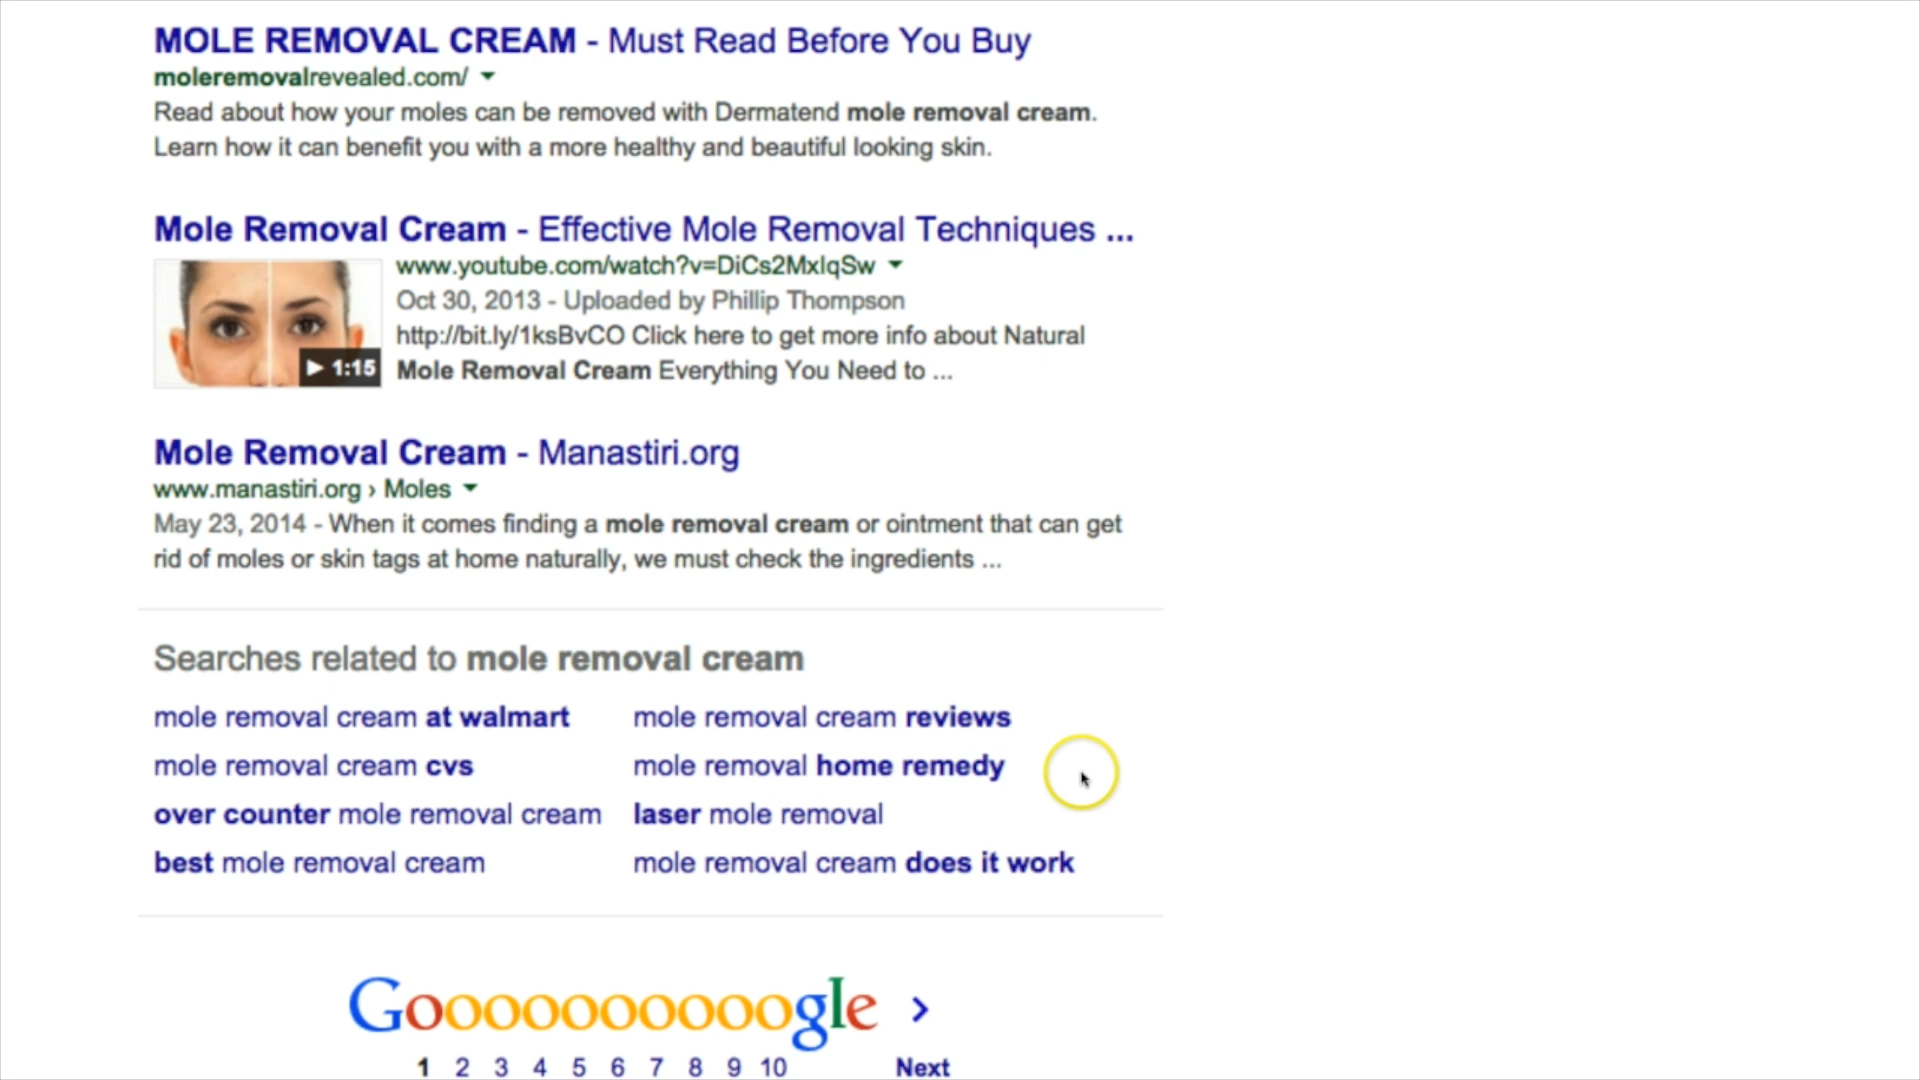 MOLE REMOVAL CREAM - Must Read Before You Buy
moleremovalrevealed.com/
Read about how your moles can be removed with Dermatend mole removal cream.
Learn how it can benefit you with a more healthy and beautiful looking skin.
Mole Removal Cream - Effective Mole Removal Techniques ...
www.youtube.com/watch?v=DiCs2MxIqSw
Oct 30, 2013 - Uploaded by Phillip Thompson
http://bit.ly/1ksBvCO Click here to get more info about Natural
Mole Removal Cream Everything You Need to ...
1:15
Mole Removal Cream - Manastiri.org
www.manastiri.org › Moles
May 23, 2014 - When it comes finding a mole removal cream or ointment that can get
rid of moles or skin tags at home naturally, we must check the ingredients ...
Searches related to mole removal cream
mole removal cream at walmart
mole removal cream reviews
mole removal cream cvs
mole removal home remedy
over counter mole removal cream
laser mole removal
best mole removal cream
mole removal cream does it work
Goooooooooogle >
1 2 3 4 5 6 7 8 9 10 Next